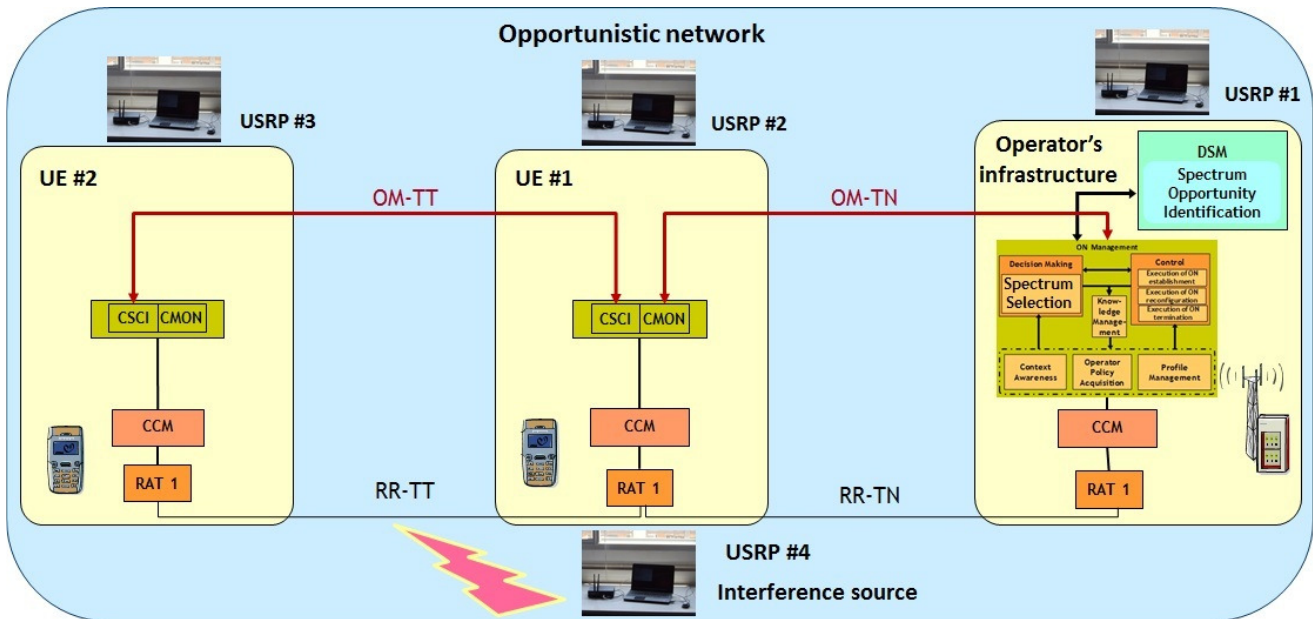 Opportunistic network
USRP #3
USRP #2
USRP #1
UE #2
UE #1
Operator's
infrastructure
DSM
Spectrum
Opportunity
Identification
OM-TT
OM-TN
ON Management
Decision Making
Spectrum
Selection
Control
Execution of ON
establishment
Execution of ON
reconfiguration
Execution of ON
termination
Know-
ledge
Manage-
ment
Context
Awareness
Operator
Policy
Acquisition
Profile
Management
CSCI CMON
CSCI CMON
CCM
CCM
CCM
RAT 1
RAT 1
RAT 1
RR-TT
RR-TN
USRP #4
Interference source